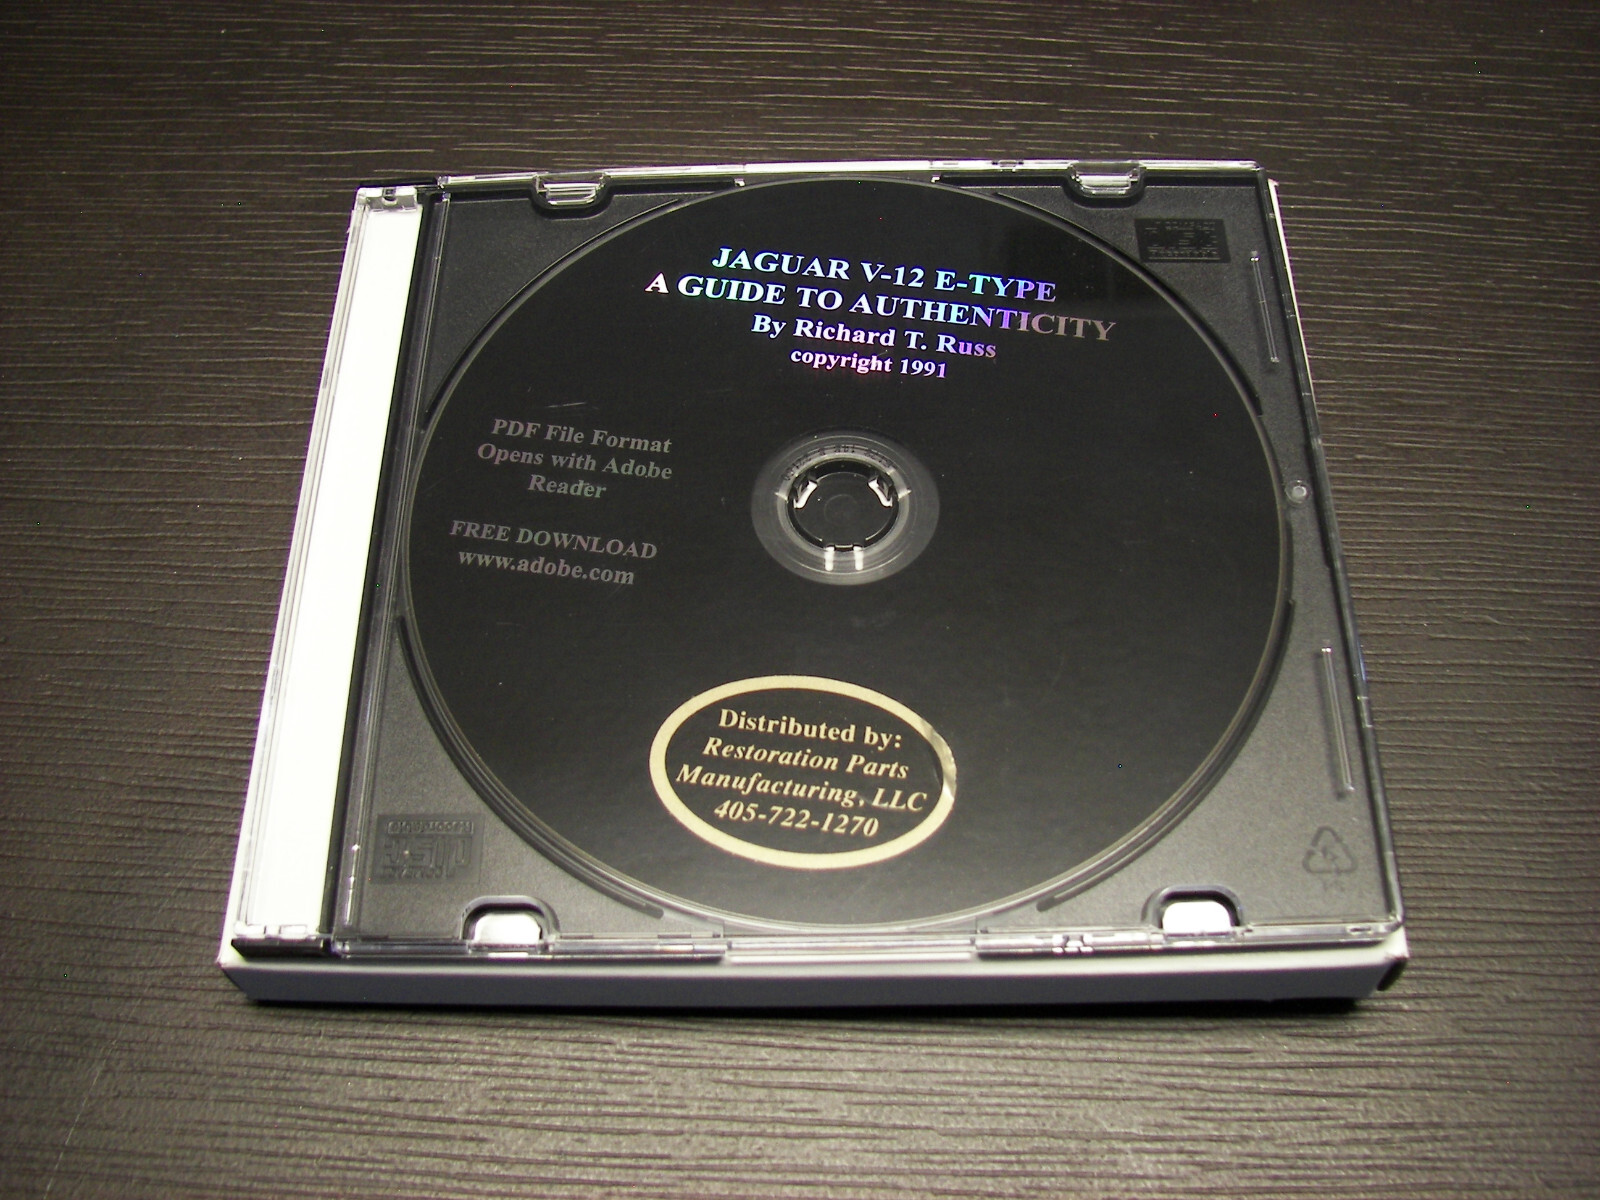 JAGUAR V-12 E-TYPE
A GUIDE TO AUTHENTICITY
By Richard T. Russ
copyright 1991
PDF File Format
Opens with Adobe
Reader
FREE DOWNLOAD
www.adobe.com
Distributed by:
Restoration Parts
Manufacturing, LLC
405-722-1270